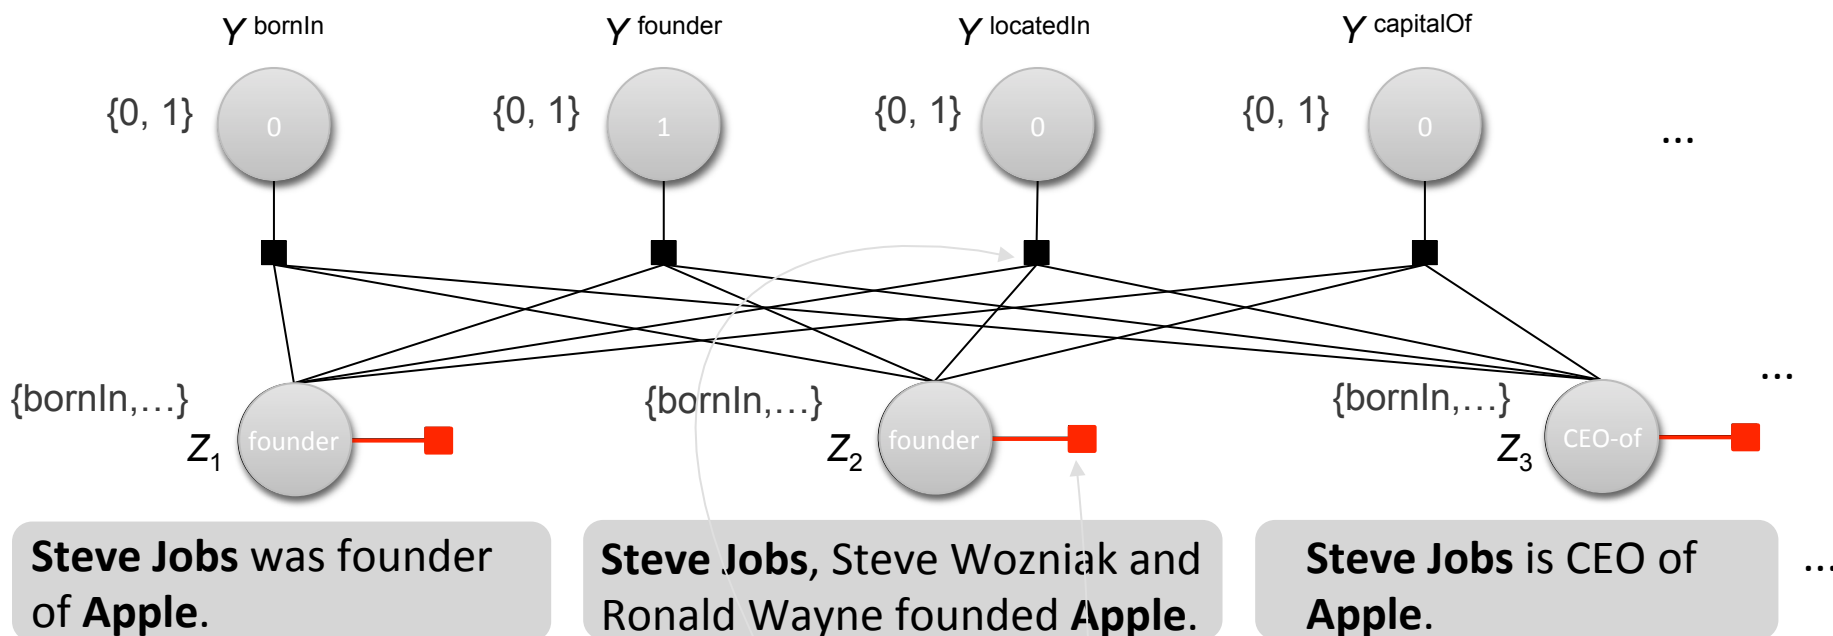 Y bornIn Y founder Y locatedIn Y capitalOf
{0, 1} 0 {0, 1} 1 {0, 1} 0 {0, 1} 0 ...
{bornIn,...} {bornIn,...} {bornIn,...} ...
Z1 founder Z2 founder Z3 CEO-of
Steve Jobs was founder
of Apple.
Steve Jobs, Steve Wozniak and
Ronald Wayne founded Apple.
Steve Jobs is CEO of
Apple.
...